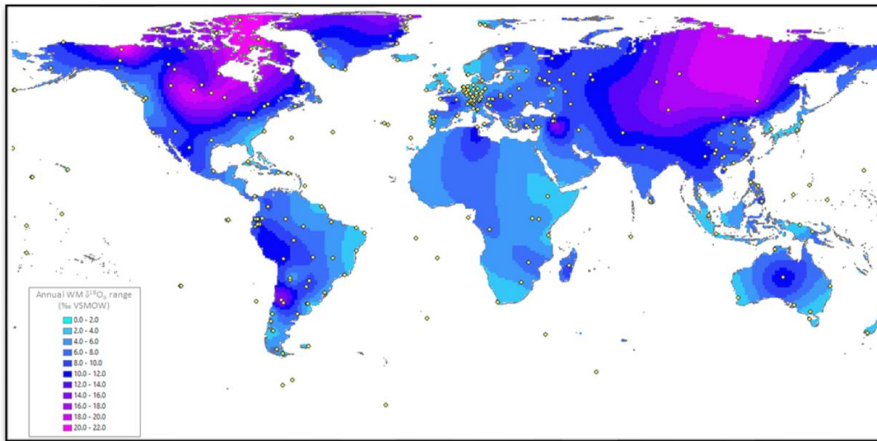 Annual WM δ¹⁸Oₚ range
(‰ VSMOW)
0.0 - 2.0
2.0 - 4.0
4.0 - 6.0
6.0 - 8.0
8.0 - 10.0
10.0 - 12.0
12.0 - 14.0
14.0 - 16.0
16.0 - 18.0
18.0 - 20.0
20.0 - 22.0